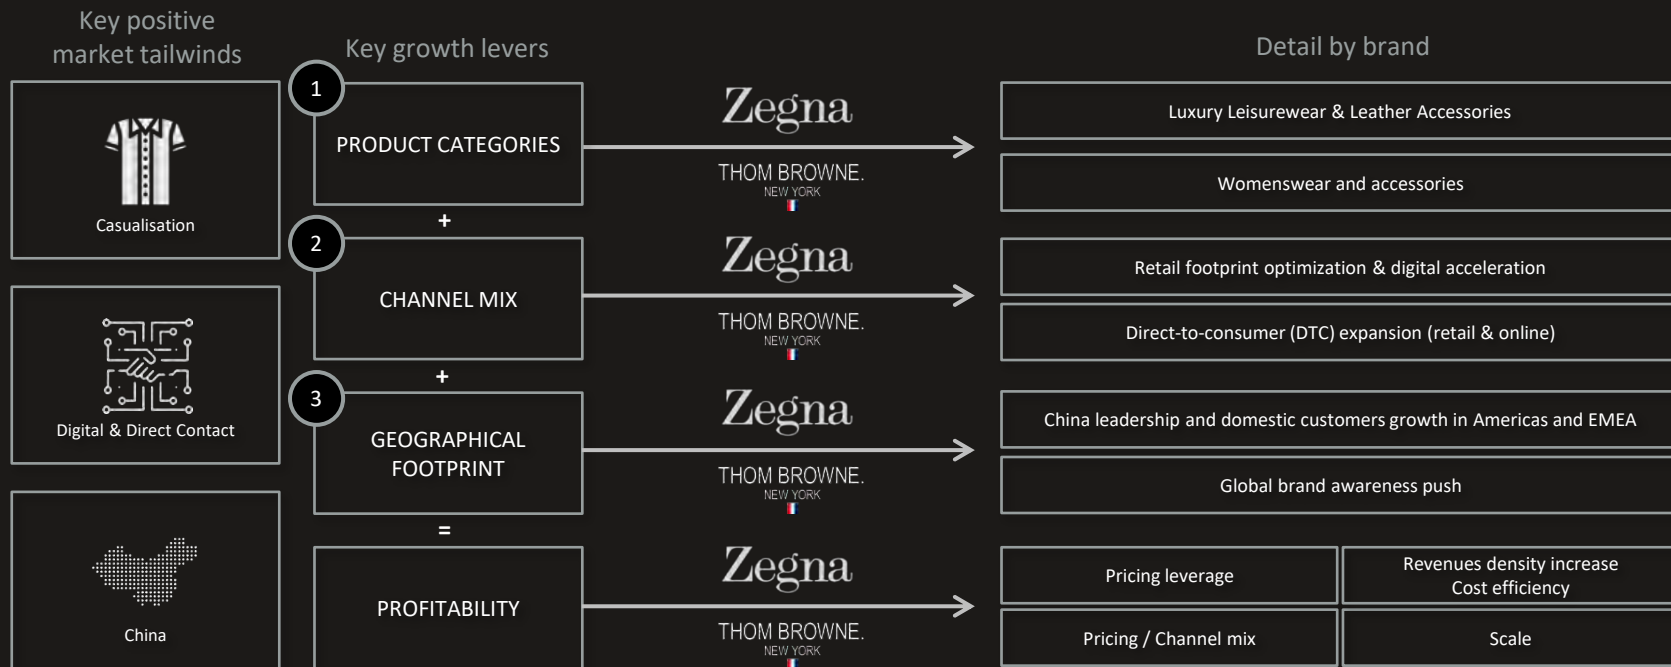 Key positive
market tailwinds
Key growth levers
Detail by brand
Casualisation
Digital & Direct Contact
China
1
PRODUCT CATEGORIES
Zegna
THOM BROWNE.
NEW YORK
Luxury Leisurewear & Leather Accessories
Womenswear and accessories
+
2
CHANNEL MIX
Zegna
THOM BROWNE.
NEW YORK
Retail footprint optimization & digital acceleration
Direct-to-consumer (DTC) expansion (retail & online)
+
3
GEOGRAPHICAL
FOOTPRINT
Zegna
THOM BROWNE.
NEW YORK
China leadership and domestic customers growth in Americas and EMEA
Global brand awareness push
=
PROFITABILITY
Zegna
THOM BROWNE.
NEW YORK
Pricing leverage
Revenues density increase
Cost efficiency
Pricing / Channel mix
Scale